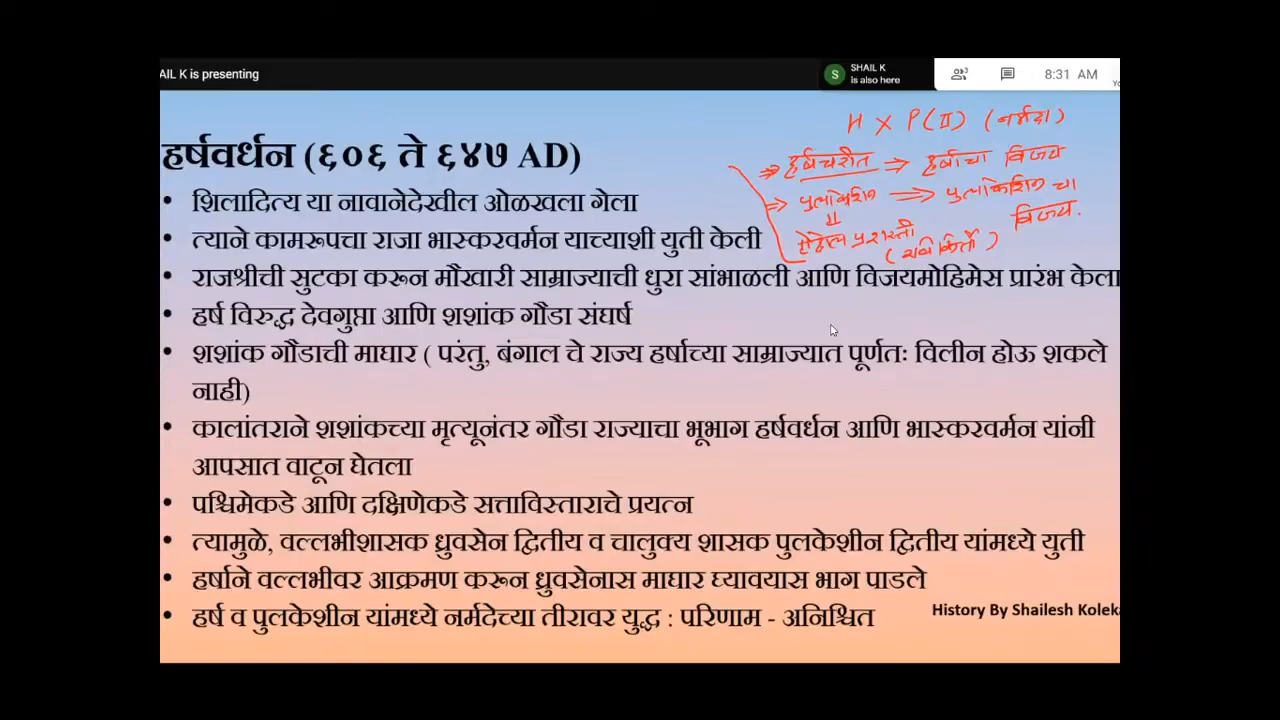 AIL K is presenting
S SHAIL K
is also here
3
8:31 AM
Yo
H X P(II) (नर्मदा)
हर्षवर्धन (६०६ ते ६४७ AD)
⇒ हर्षचरीत ⇒ हर्षाचा विजय
• शिलादित्य या नावानेदेखील ओळखला गेला
⇒ पुलकेशिन ⇒ पुलकेशिन चा
विजय.
• त्याने कामरूपचा राजा भास्करवर्मन याच्याशी युती केली
प्रशस्ती
• राजश्रीची सुटका करून मौखारी साम्राज्याची धुरा सांभाळली आणि विजयमोहिमेस प्रारंभ केला
• हर्ष विरुद्ध देवगुप्ता आणि शशांक गौडा संघर्ष
• शशांक गौडाची माघार ( परंतु, बंगाल चे राज्य हर्षाच्या साम्राज्यात पूर्णतः विलीन होऊ शकले
नाही)
• कालांतराने शशांकच्या मृत्यूनंतर गौडा राज्याचा भूभाग हर्षवर्धन आणि भास्करवर्मन यांनी
आपसात वाटून घेतला
• पश्चिमेकडे आणि दक्षिणेकडे सत्ताविस्ताराचे प्रयत्न
• त्यामुळे, वल्लभीशासक ध्रुवसेन द्वितीय व चालुक्य शासक पुलकेशीन द्वितीय यांमध्ये युती
• हर्षाने वल्लभीवर आक्रमण करून ध्रुवसेनास माघार घ्यावयास भाग पाडले
• हर्ष व पुलकेशीन यांमध्ये नर्मदेच्या तीरावर युद्ध : परिणाम - अनिश्चित
History By Shailesh Koleka